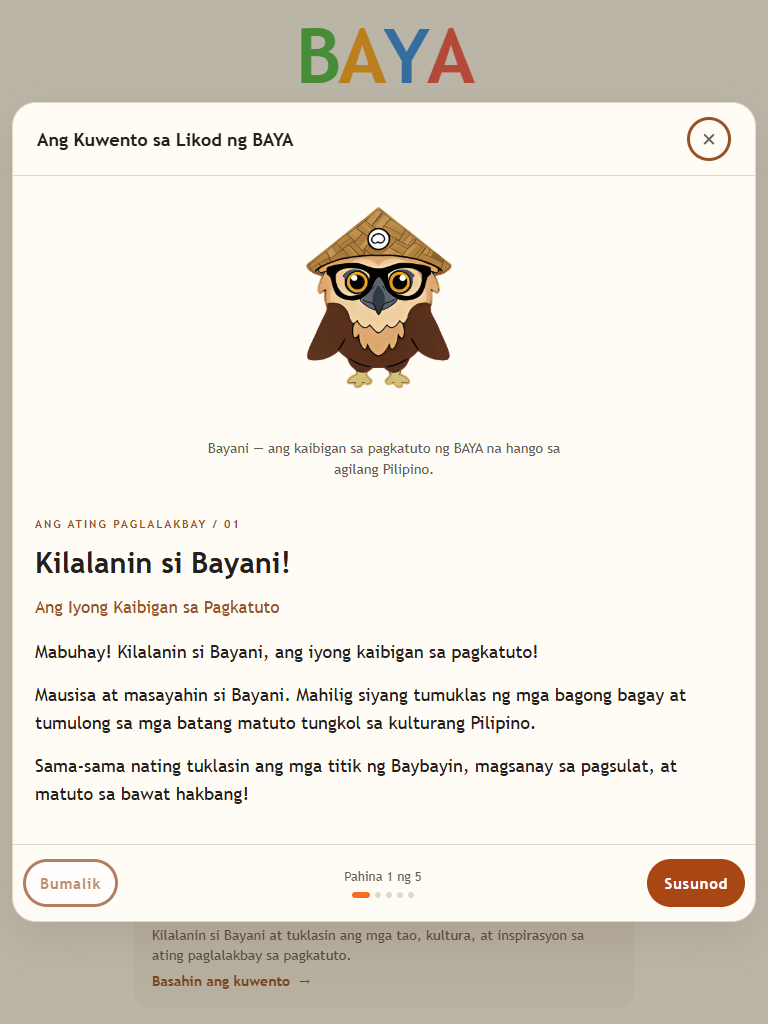 BAYA
Ang Kuwento sa Likod ng BAYA
Bayani — ang kaibigan sa pagkatuto ng BAYA na hango sa
agilang Pilipino.
ANG ATING PAGLALAKBAY / 01
Kilalanin si Bayani!
Ang Iyong Kaibigan sa Pagkatuto
Mabuhay! Kilalanin si Bayani, ang iyong kaibigan sa pagkatuto!
Mausisa at masayahin si Bayani. Mahilig siyang tumuklas ng mga bagong bagay at
tumulong sa mga batang matuto tungkol sa kulturang Pilipino.
Sama-sama nating tuklasin ang mga titik ng Baybayin, magsanay sa pagsulat, at
matuto sa bawat hakbang!
Bumalik
Pahina 1 ng 5
Susunod
Kilalanin si Bayani at tuklasin ang mga tao, kultura, at inspirasyon sa
ating paglalakbay sa pagkatuto.
Basahin ang kuwento →